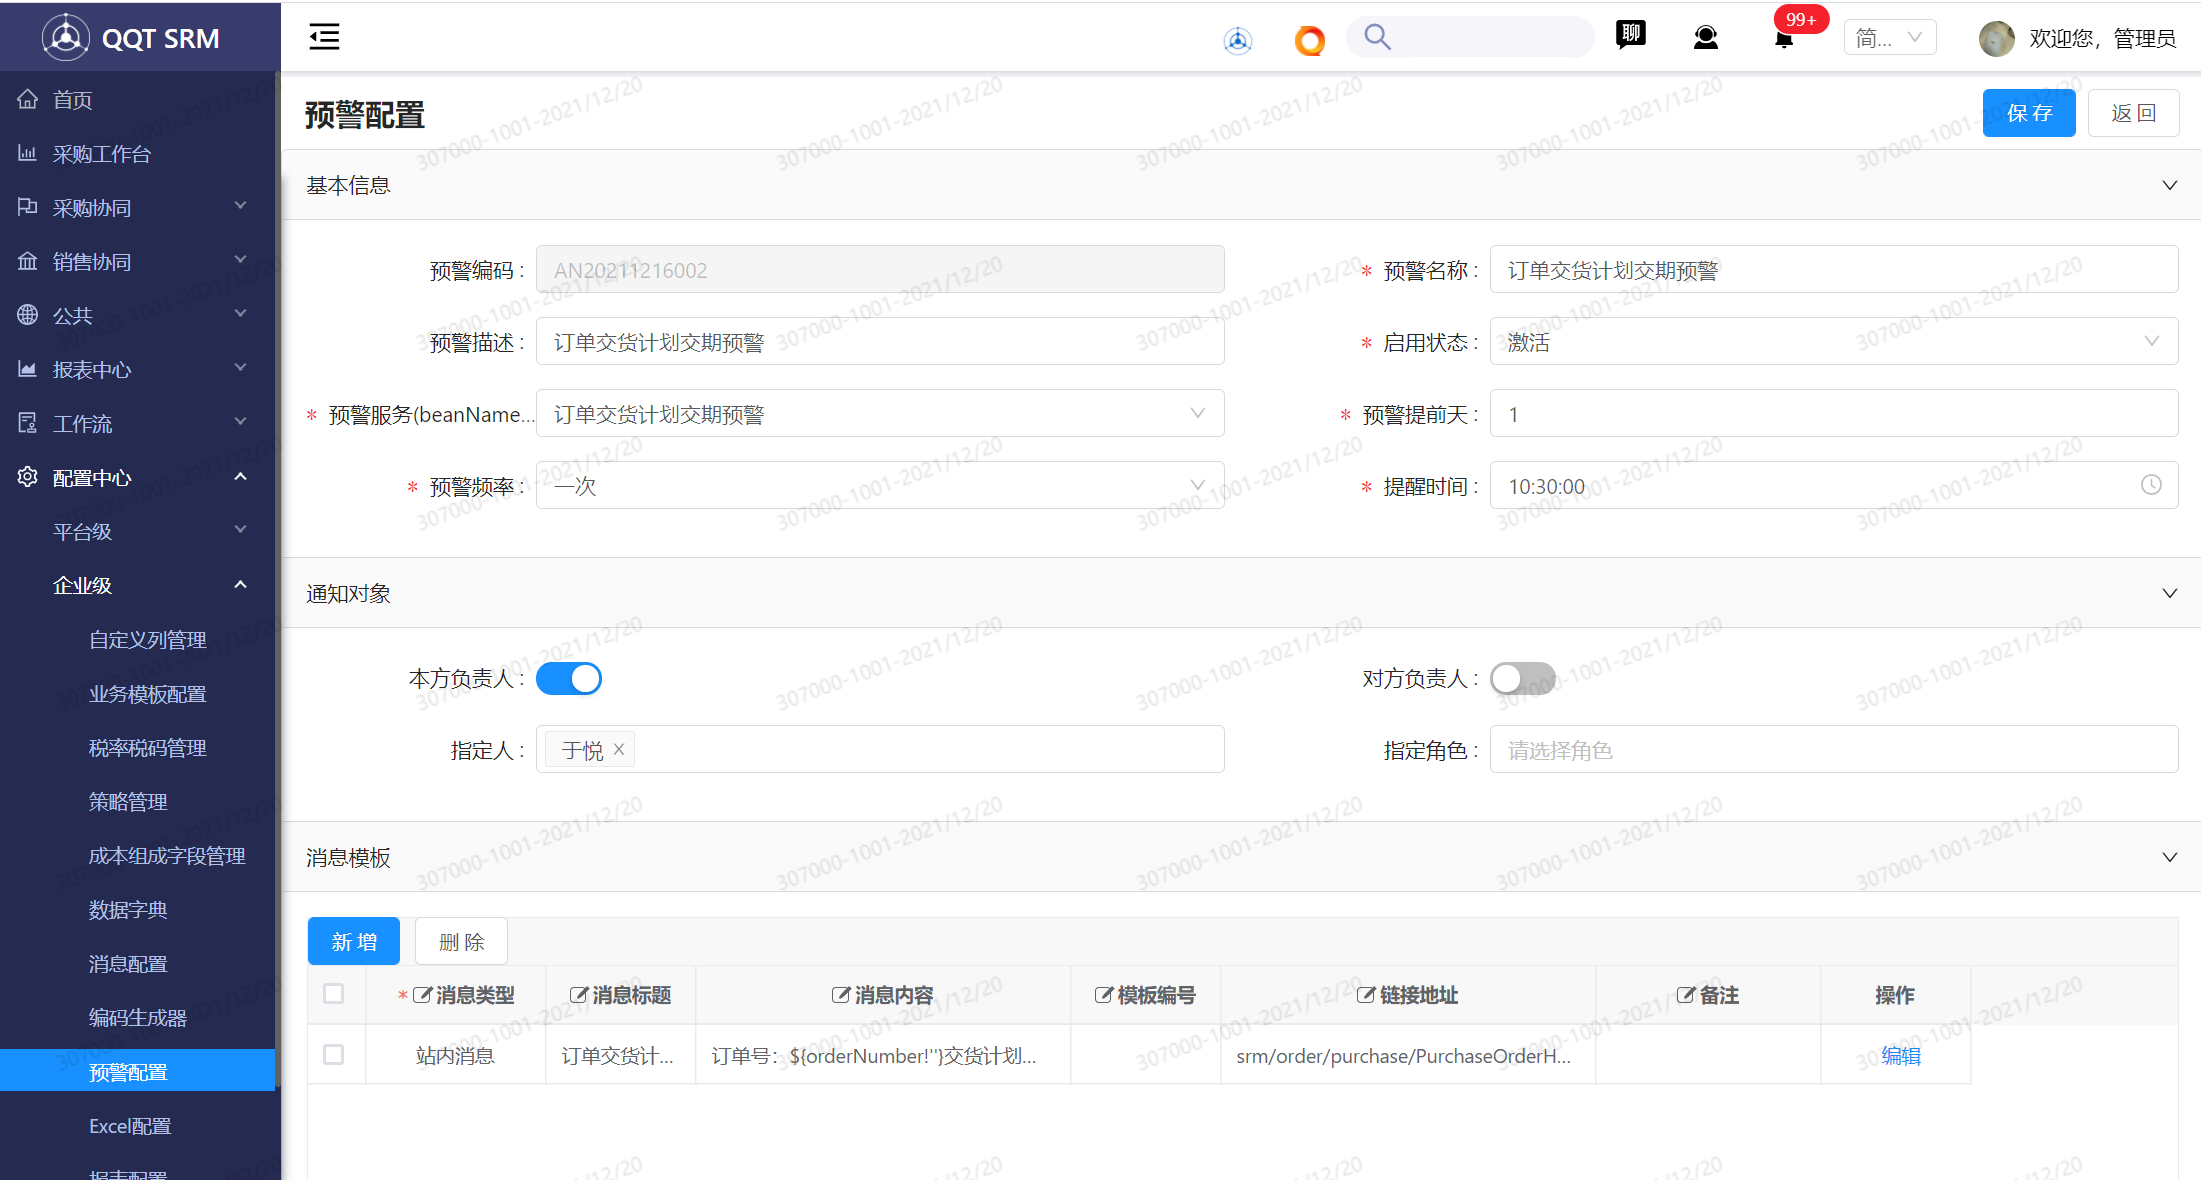 QQT SRM
聊
99+
简...
欢迎您，管理员
首页
采购工作台
采购协同
销售协同
公共
报表中心
工作流
配置中心
平台级
企业级
自定义列管理
业务模板配置
税率税码管理
策略管理
成本组成字段管理
数据字典
消息配置
编码生成器
预警配置
Excel配置
报表配置
预警配置
保 存
返 回
基本信息
预警编码 : AN20211216002
* 预警名称 : 订单交货计划交期预警
预警描述 : 订单交货计划交期预警
* 启用状态 : 激活
* 预警服务(beanName... 订单交货计划交期预警
* 预警提前天 : 1
* 预警频率 : 一次
* 提醒时间 : 10:30:00
通知对象
本方负责人 :
对方负责人 :
指定人 : 于悦 ×
指定角色 : 请选择角色
消息模板
新 增
删 除
* 消息类型 消息标题 消息内容 模板编号 链接地址 备注 操作
站内消息 订单交货计... 订单号：${orderNumber!''}交货计划... srm/order/purchase/PurchaseOrderH... 编辑
307000-1001-2021/12/20